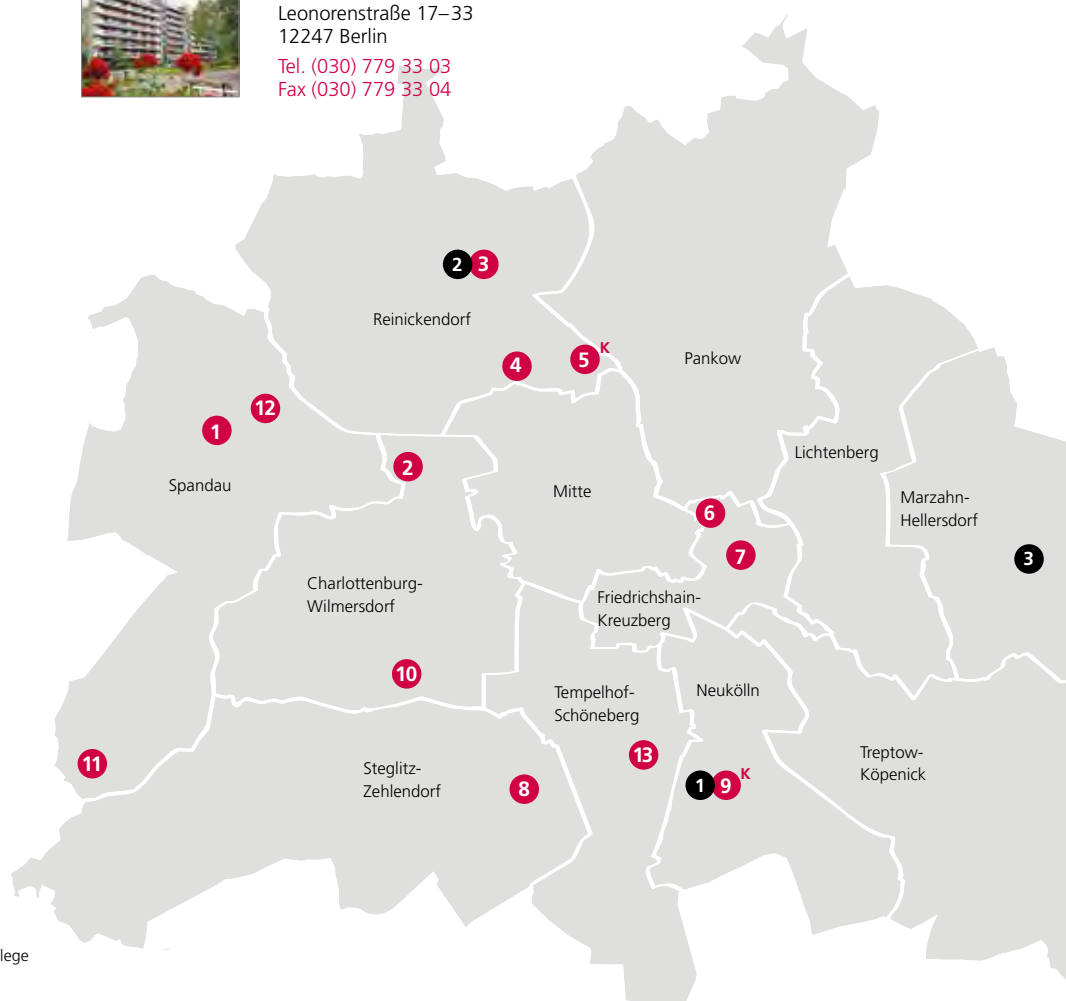 Leonorenstraße 17–33
12247 Berlin
Tel. (030) 779 33 03
Fax (030) 779 33 04
2 3
Reinickendorf
4
5 K
Pankow
12
1
Spandau
2
Mitte
Lichtenberg
Marzahn-
Hellersdorf
6
7
3
Charlottenburg-
Wilmersdorf
Friedrichshain-
Kreuzberg
10
Tempelhof-
Schöneberg
Neukölln
11
13
Steglitz-
Zehlendorf
8
1 9 K
Treptow-
Köpenick
lege